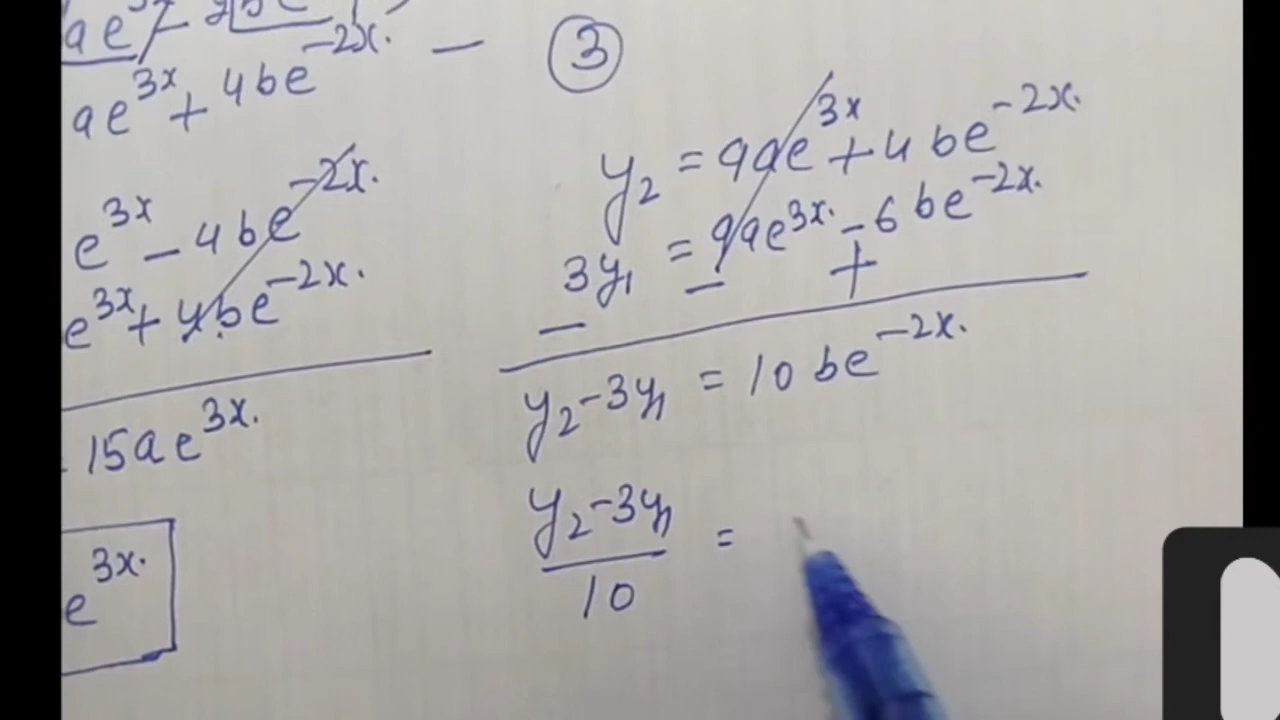 ae
ae^3x + 4be^-2x. — ③
e^3x - 4be^-2x.
e^3x + 4be^-2x.
15ae^3x.
e^3x.
y₂ = 9ae^3x + 4be^-2x.
3y₁ = 9ae^3x. - 6be^-2x.
- - +
y₂-3y₁ = 10be^-2x.
y₂-3y₁ / 10 =